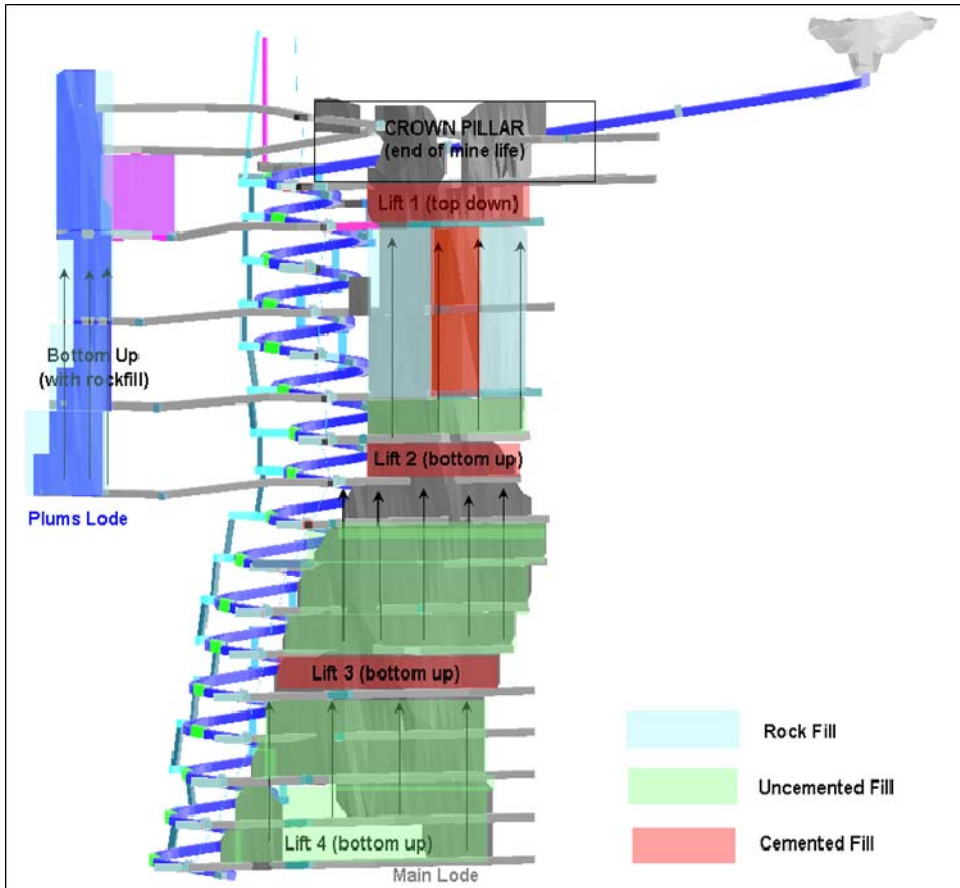 CROWN PILLAR
(end of mine life)
Lift 1 (top down)
Bottom Up
(with rockfill)
Lift 2 (bottom up)
Plums Lode
Lift 3 (bottom up)
Rock Fill
Uncemented Fill
Lift 4 (bottom up)
Cemented Fill
Main Lode